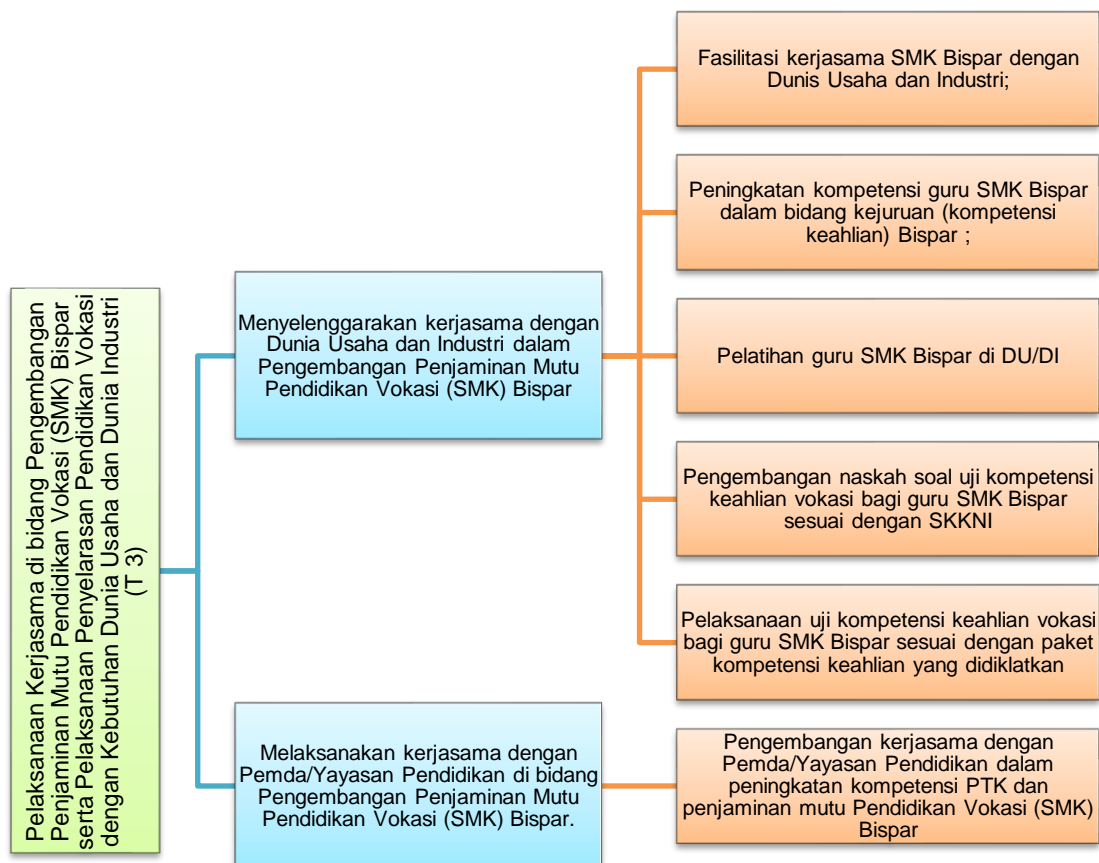 Pelaksanaan Kerjasama di bidang Pengembangan
Penjaminan Mutu Pendidikan Vokasi (SMK) Bispar
serta Pelaksanaan Penyelarasan Pendidikan Vokasi
dengan Kebutuhan Dunia Usaha dan Dunia Industri
(T 3)
Menyelenggarakan kerjasama dengan
Dunia Usaha dan Industri dalam
Pengembangan Penjaminan Mutu
Pendidikan Vokasi (SMK) Bispar
Fasilitasi kerjasama SMK Bispar dengan
Dunis Usaha dan Industri;
Peningkatan kompetensi guru SMK Bispar
dalam bidang kejuruan (kompetensi
keahlian) Bispar ;
Pelatihan guru SMK Bispar di DU/DI
Pengembangan naskah soal uji kompetensi
keahlian vokasi bagi guru SMK Bispar
sesuai dengan SKKNI
Pelaksanaan uji kompetensi keahlian vokasi
bagi guru SMK Bispar sesuai dengan paket
kompetensi keahlian yang didiklatkan
Melaksanakan kerjasama dengan
Pemda/Yayasan Pendidikan di bidang
Pengembangan Penjaminan Mutu
Pendidikan Vokasi (SMK) Bispar.
Pengembangan kerjasama dengan
Pemda/Yayasan Pendidikan dalam
peningkatan kompetensi PTK dan
penjaminan mutu Pendidikan Vokasi (SMK)
Bispar